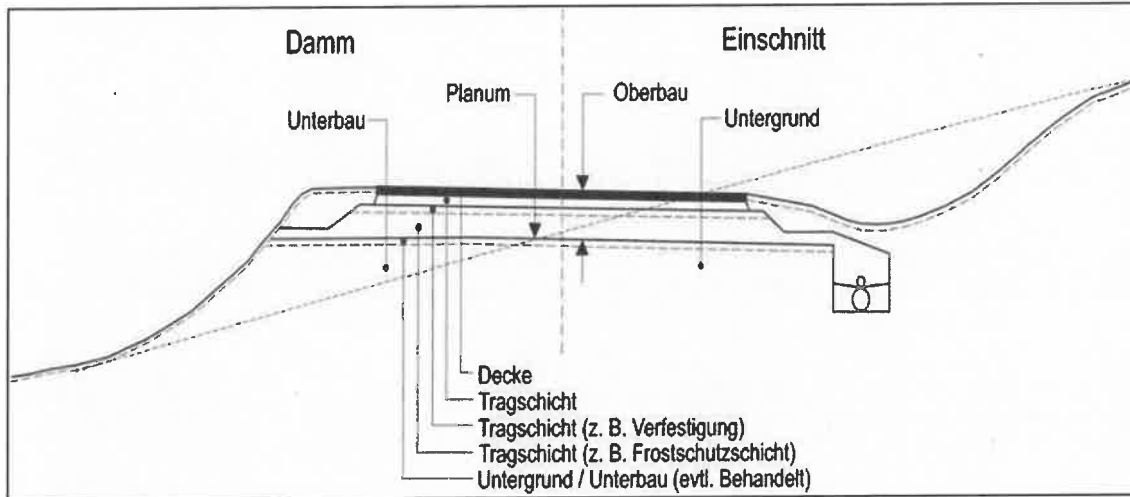 Damm
Einschnitt
Planum
Oberbau
Unterbau
Untergrund
Decke
Tragschicht
Tragschicht (z. B. Verfestigung)
Tragschicht (z. B. Frostschutzschicht)
Untergrund / Unterbau (evtl. Behandelt)